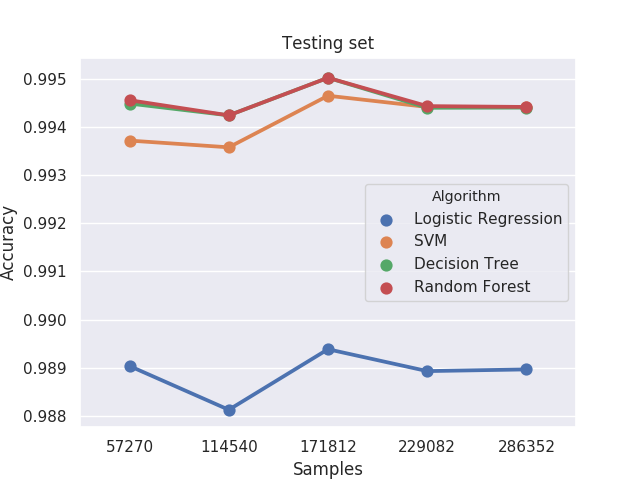 Testing set
0.995
0.994
0.993
0.992
0.991
0.990
0.989
0.988
Accuracy
Algorithm
Logistic Regression
SVM
Decision Tree
Random Forest
57270 114540 171812 229082 286352
Samples